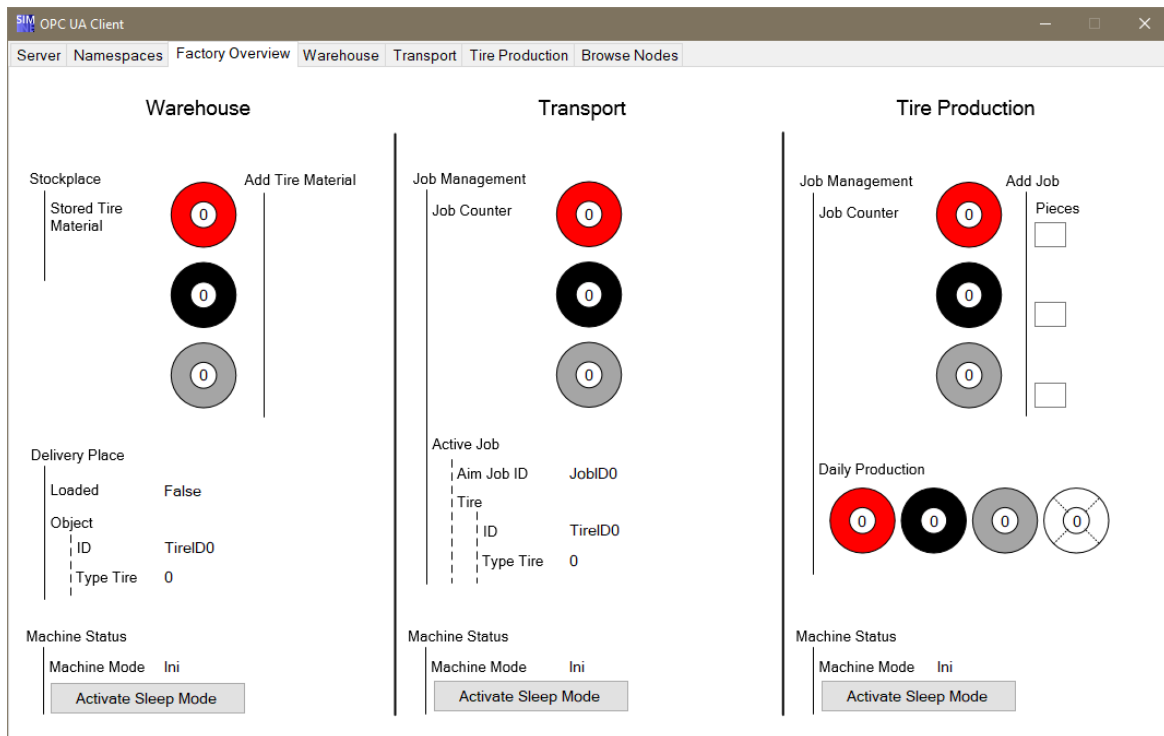 SIM OPC UA Client
Server Namespaces Factory Overview Warehouse Transport Tire Production Browse Nodes
Warehouse
Stockplace
Stored Tire
Material
0
0
0
Add Tire Material
Delivery Place
Loaded False
Object
ID TireID0
Type Tire 0
Machine Status
Machine Mode Ini
Activate Sleep Mode
Transport
Job Management
Job Counter
0
0
0
Active Job
Aim Job ID JobID0
Tire
ID TireID0
Type Tire 0
Machine Status
Machine Mode Ini
Activate Sleep Mode
Tire Production
Job Management
Job Counter
0
0
0
Add Job
Pieces
Daily Production
0 0 0 0
Machine Status
Machine Mode Ini
Activate Sleep Mode